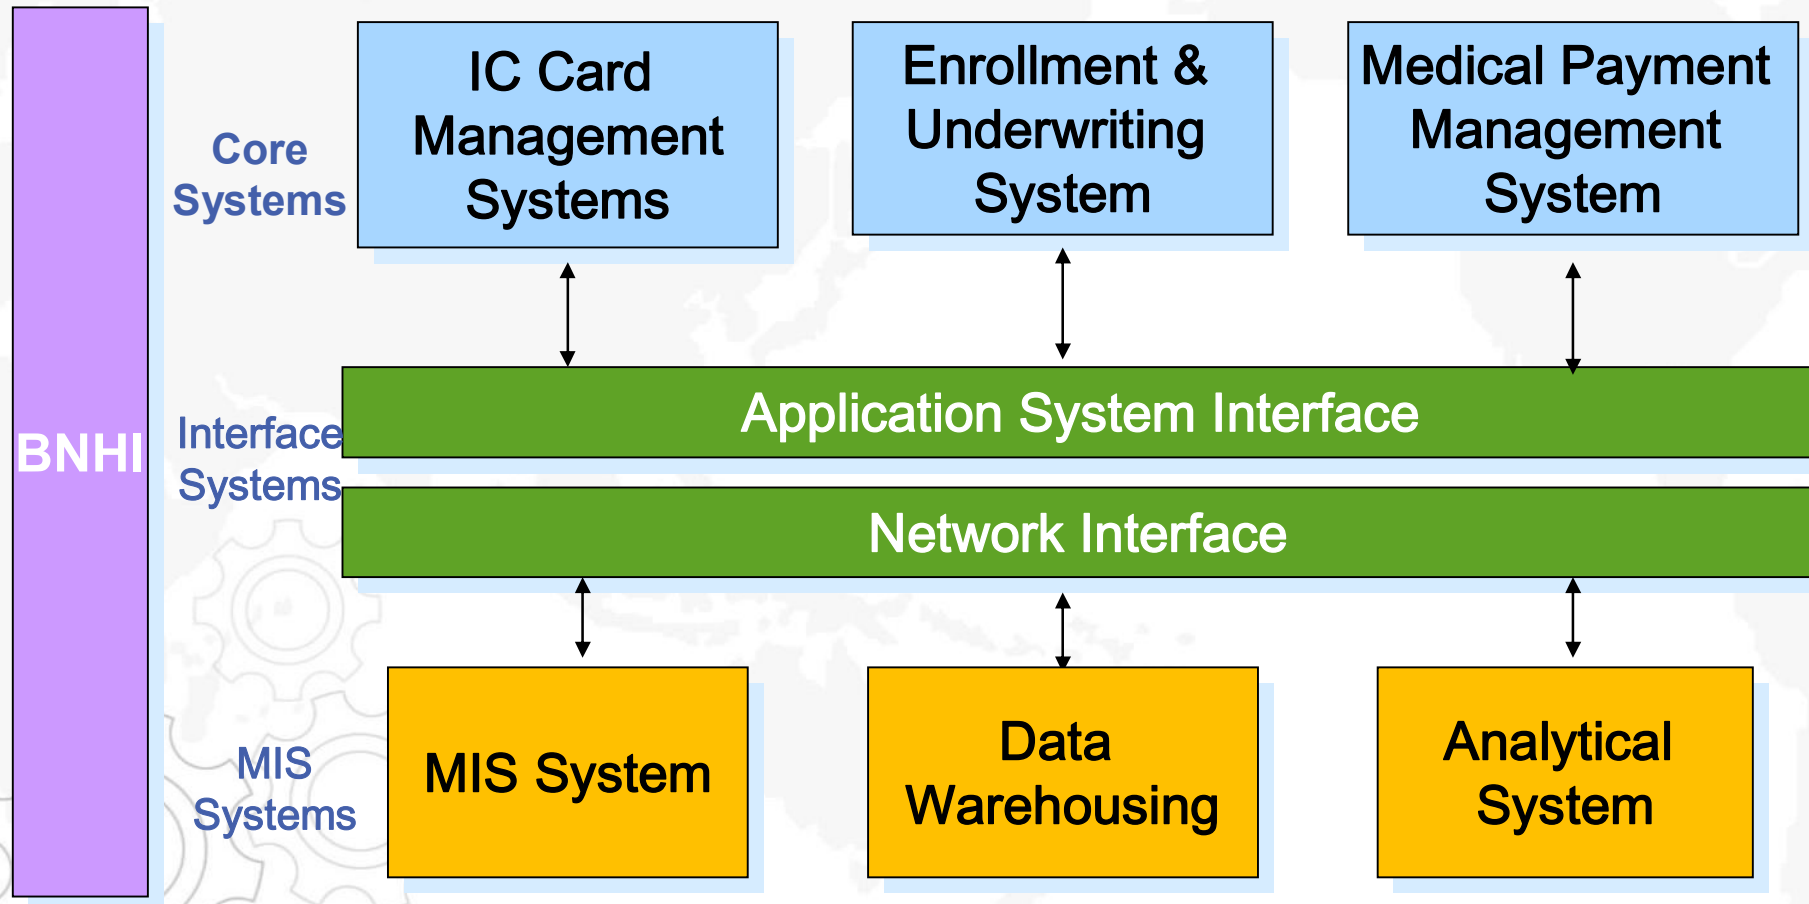 BNHI
Core
Systems
IC Card
Management
Systems
Enrollment &
Underwriting
System
Medical Payment
Management
System
Interface
Systems
Application System Interface
Network Interface
MIS
Systems
MIS System
Data
Warehousing
Analytical
System